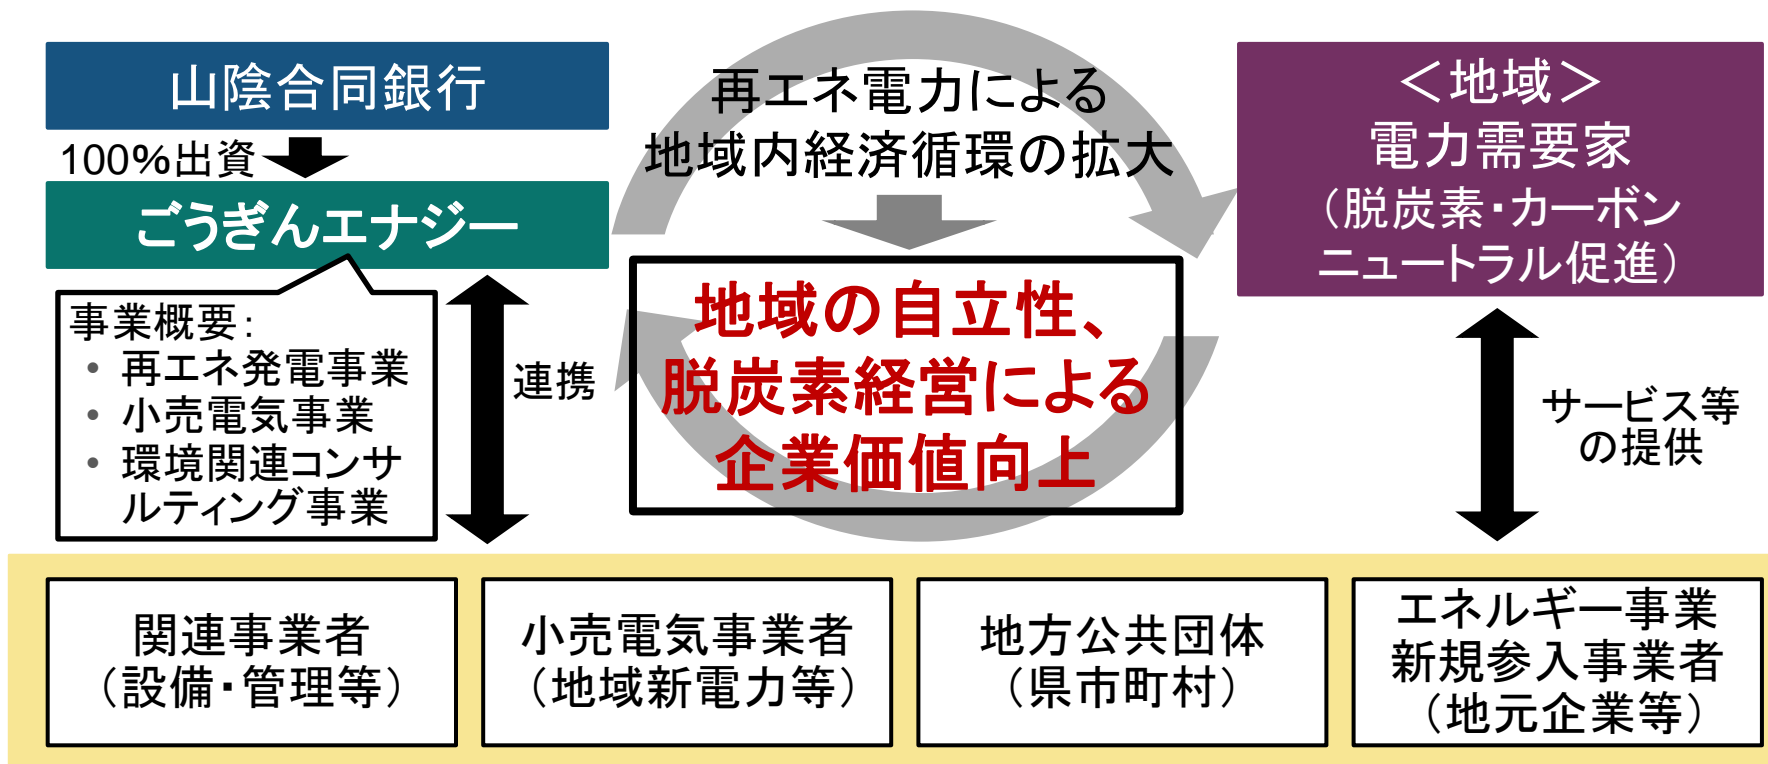 山陰合同銀行
100%出資
ごうぎんエナジー
事業概要:
• 再エネ発電事業
• 小売電気事業
• 環境関連コンサ
ルティング事業
連携
再エネ電力による
地域内経済循環の拡大
地域の自立性、
脱炭素経営による
企業価値向上
＜地域＞
電力需要家
（脱炭素・カーボン
ニュートラル促進）
サービス等
の提供
関連事業者
（設備・管理等）
小売電気事業者
（地域新電力等）
地方公共団体
（県市町村）
エネルギー事業
新規参入事業者
（地元企業等）